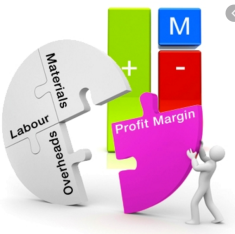 M
+
-
Materials
Labour
Overheads
Profit Margin